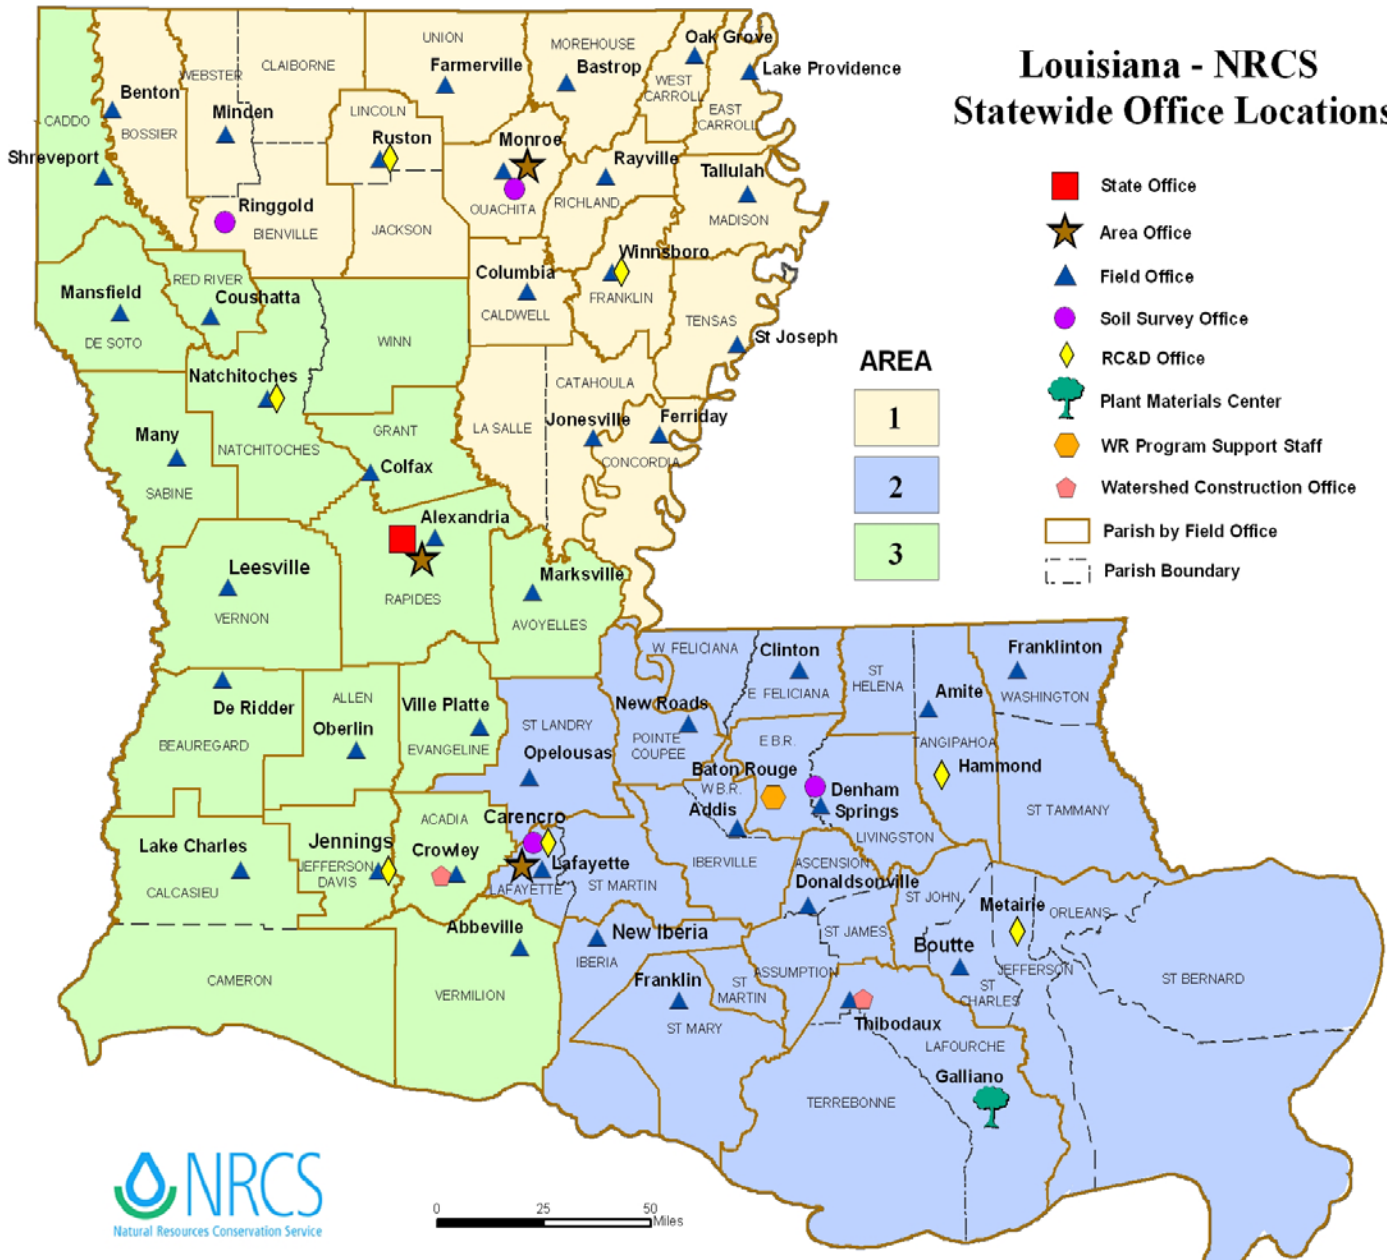 Louisiana - NRCS
Statewide Office Locations
State Office
Area Office
Field Office
Soil Survey Office
RC&D Office
Plant Materials Center
WR Program Support Staff
Watershed Construction Office
Parish by Field Office
Parish Boundary
AREA
1
2
3
UNION
MOREHOUSE
Oak Grove
WEBSTER
CLAIBORNE
Farmerville
Bastrop
WEST
CARROLL
Lake Providence
Benton
Minden
LINCOLN
EAST
CARROLL
CADDO
BOSSIER
Ruston
Monroe
Shreveport
Rayville
Tallulah
Ringgold
BIENVILLE
JACKSON
OUACHITA
RICHLAND
MADISON
Winnsboro
RED RIVER
Columbia
Mansfield
Coushatta
FRANKLIN
CALDWELL
TENSAS
DE SOTO
WINN
St Joseph
Natchitoches
CATAHOULA
Many
NATCHITOCHES
GRANT
LA SALLE
Jonesville
Ferriday
Colfax
CONCORDIA
SABINE
Alexandria
Leesville
Marksville
VERNON
RAPIDES
AVOYELLES
W. FELICIANA
Clinton
Franklinton
ST
HELENA
E FELICIANA
Amite
WASHINGTON
De Ridder
ALLEN
Ville Platte
New Roads
BEAUREGARD
Oberlin
EVANGELINE
ST LANDRY
POINTE
COUPEE
E.B.R.
TANGIPAHOA
Opelousas
Baton Rouge
Hammond
W.B.R.
Denham
Springs
Addis
ST TAMMANY
ACADIA
Carencro
LIVINGSTON
Lake Charles
Jennings
Crowley
Lafayette
IBERVILLE
ASCENSION
JEFFERSON
DAVIS
CALCASIEU
LAFAYETTE
ST MARTIN
Donaldsonville
ST JOHN
Metairie
ORLEANS
Abbeville
New Iberia
ST JAMES
Boutte
IBERIA
JEFFERSON
CAMERON
VERMILION
Franklin
ST
MARTIN
ASSUMPTION
ST
CHARLES
ST BERNARD
ST MARY
Thibodaux
LAFOURCHE
Galliano
TERREBONNE
NRCS
Natural Resources Conservation Service
0 25 50
Miles